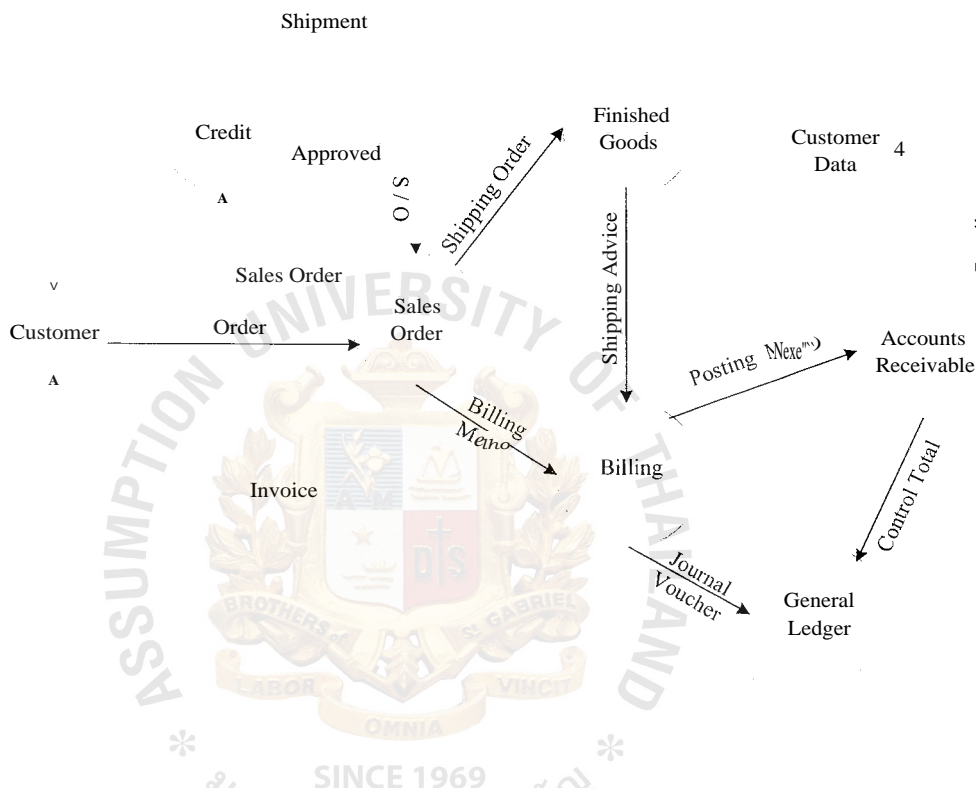 Shipment
Finished
Goods
Credit
Approved
Customer
Data
4
S / O
Shipping Order
A
Shipping Advice
Sales Order
Sales
Order
v
Customer
Order
A
Posting
Accounts
Receivable
Billing
Billing
Invoice
Control Total
Journal
Voucher
General
Ledger
ASSUMPTION UNIVERSITY OF THAILAND
A M
D S
BROTHERS of
St GABRIEL
LABOR
VINCIT
OMNIA
SINCE 1969